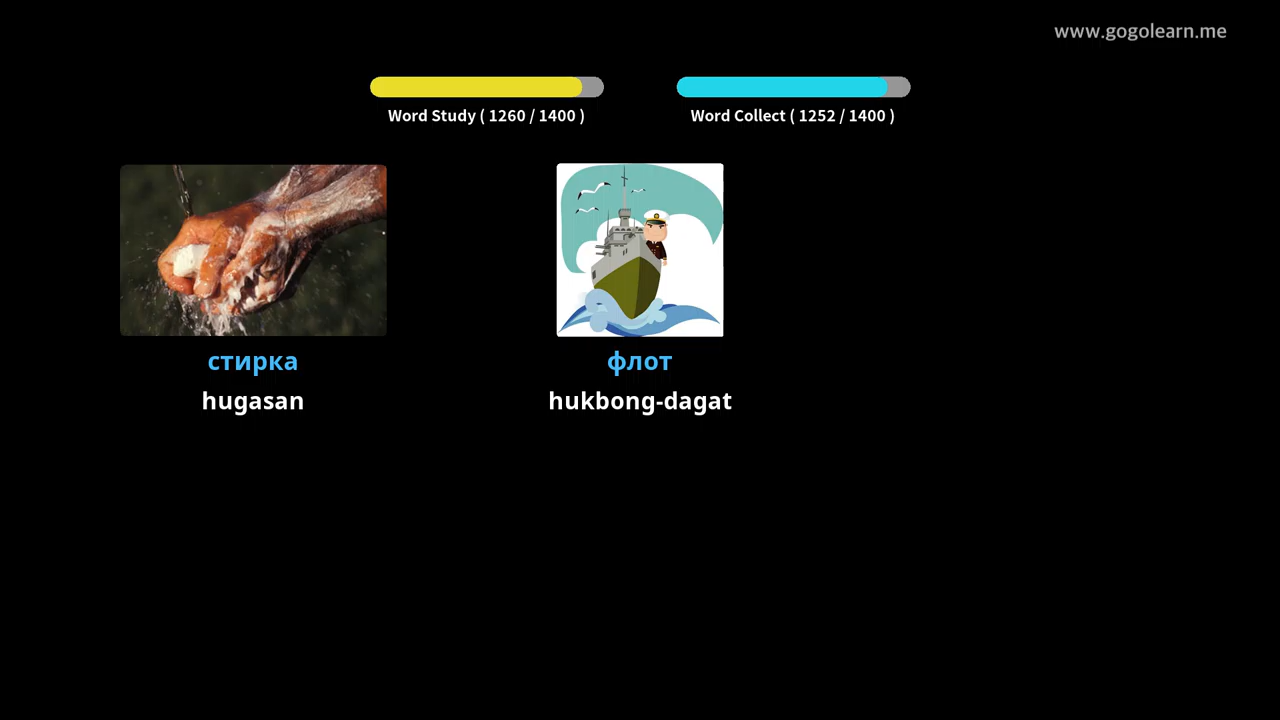 www.gogolearn.me
Word Study ( 1260 / 1400 )
Word Collect ( 1252 / 1400 )
стирка
hugasan
флот
hukbong-dagat